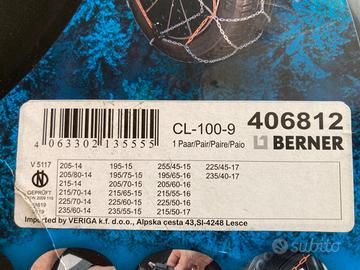 4 063302 135555
CL-100-9
1 Paar/Pair/Paire/Paio
406812
BERNER
V 5117
GEPRÜFT
205-14 195-15 255/45-15 225/45-17
205/80-14 195/75-15 195/65-16 235/40-17
215-14 205/70-15 205/60-16
215/70-14 215/65-15 215/55-16
225/70-14 225/60-15 225/50-16
235/60-14 235/55-15 215/50-17
Imported by VERIGA k.f. d.o.o., Alpska cesta 43,SI-4248 Lesce
subito